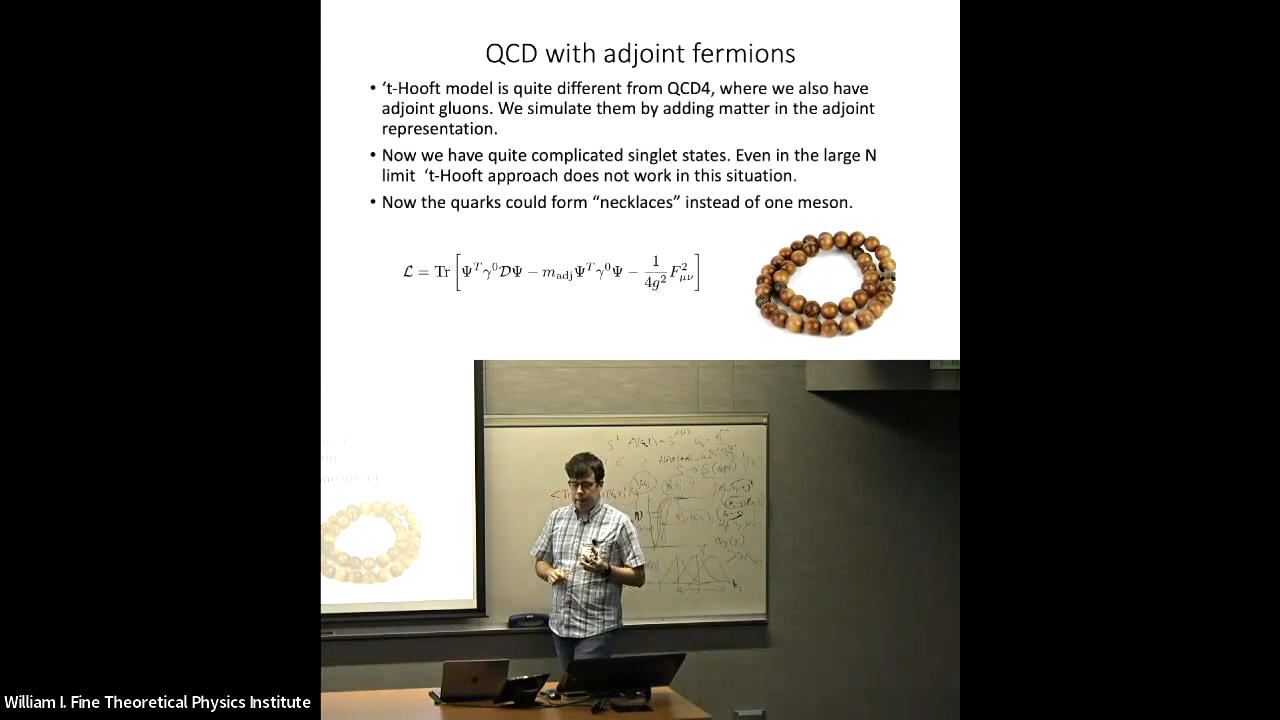 QCD with adjoint fermions
• ‘t-Hooft model is quite different from QCD4, where we also have
adjoint gluons. We simulate them by adding matter in the adjoint
representation.
• Now we have quite complicated singlet states. Even in the large N
limit ‘t-Hooft approach does not work in this situation.
• Now the quarks could form “necklaces” instead of one meson.
ℒ = Tr[Ψ^T γ^0 𝒟Ψ − m_adj Ψ^T γ^0 Ψ − 1/(4g^2) F^2_{μν}]
William I. Fine Theoretical Physics Institute